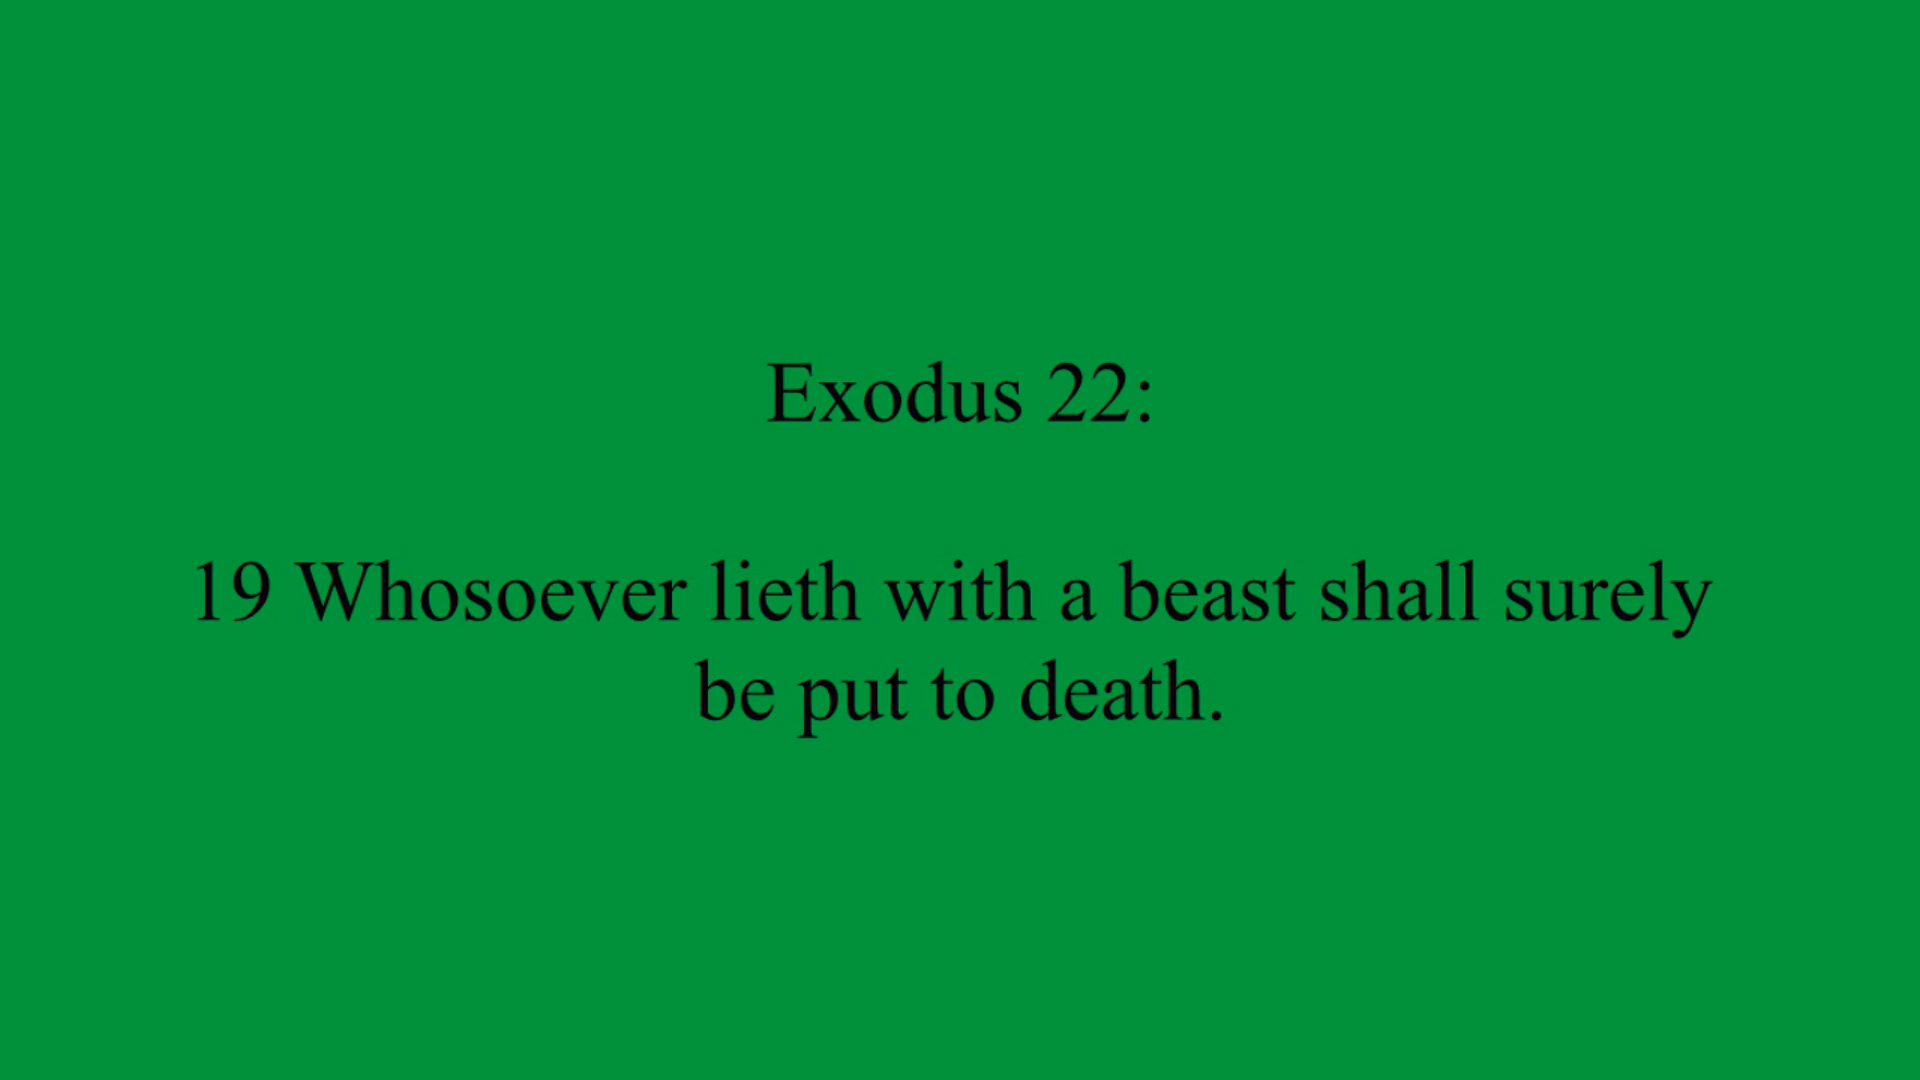 Exodus 22:
19 Whosoever lieth with a beast shall surely
be put to death.